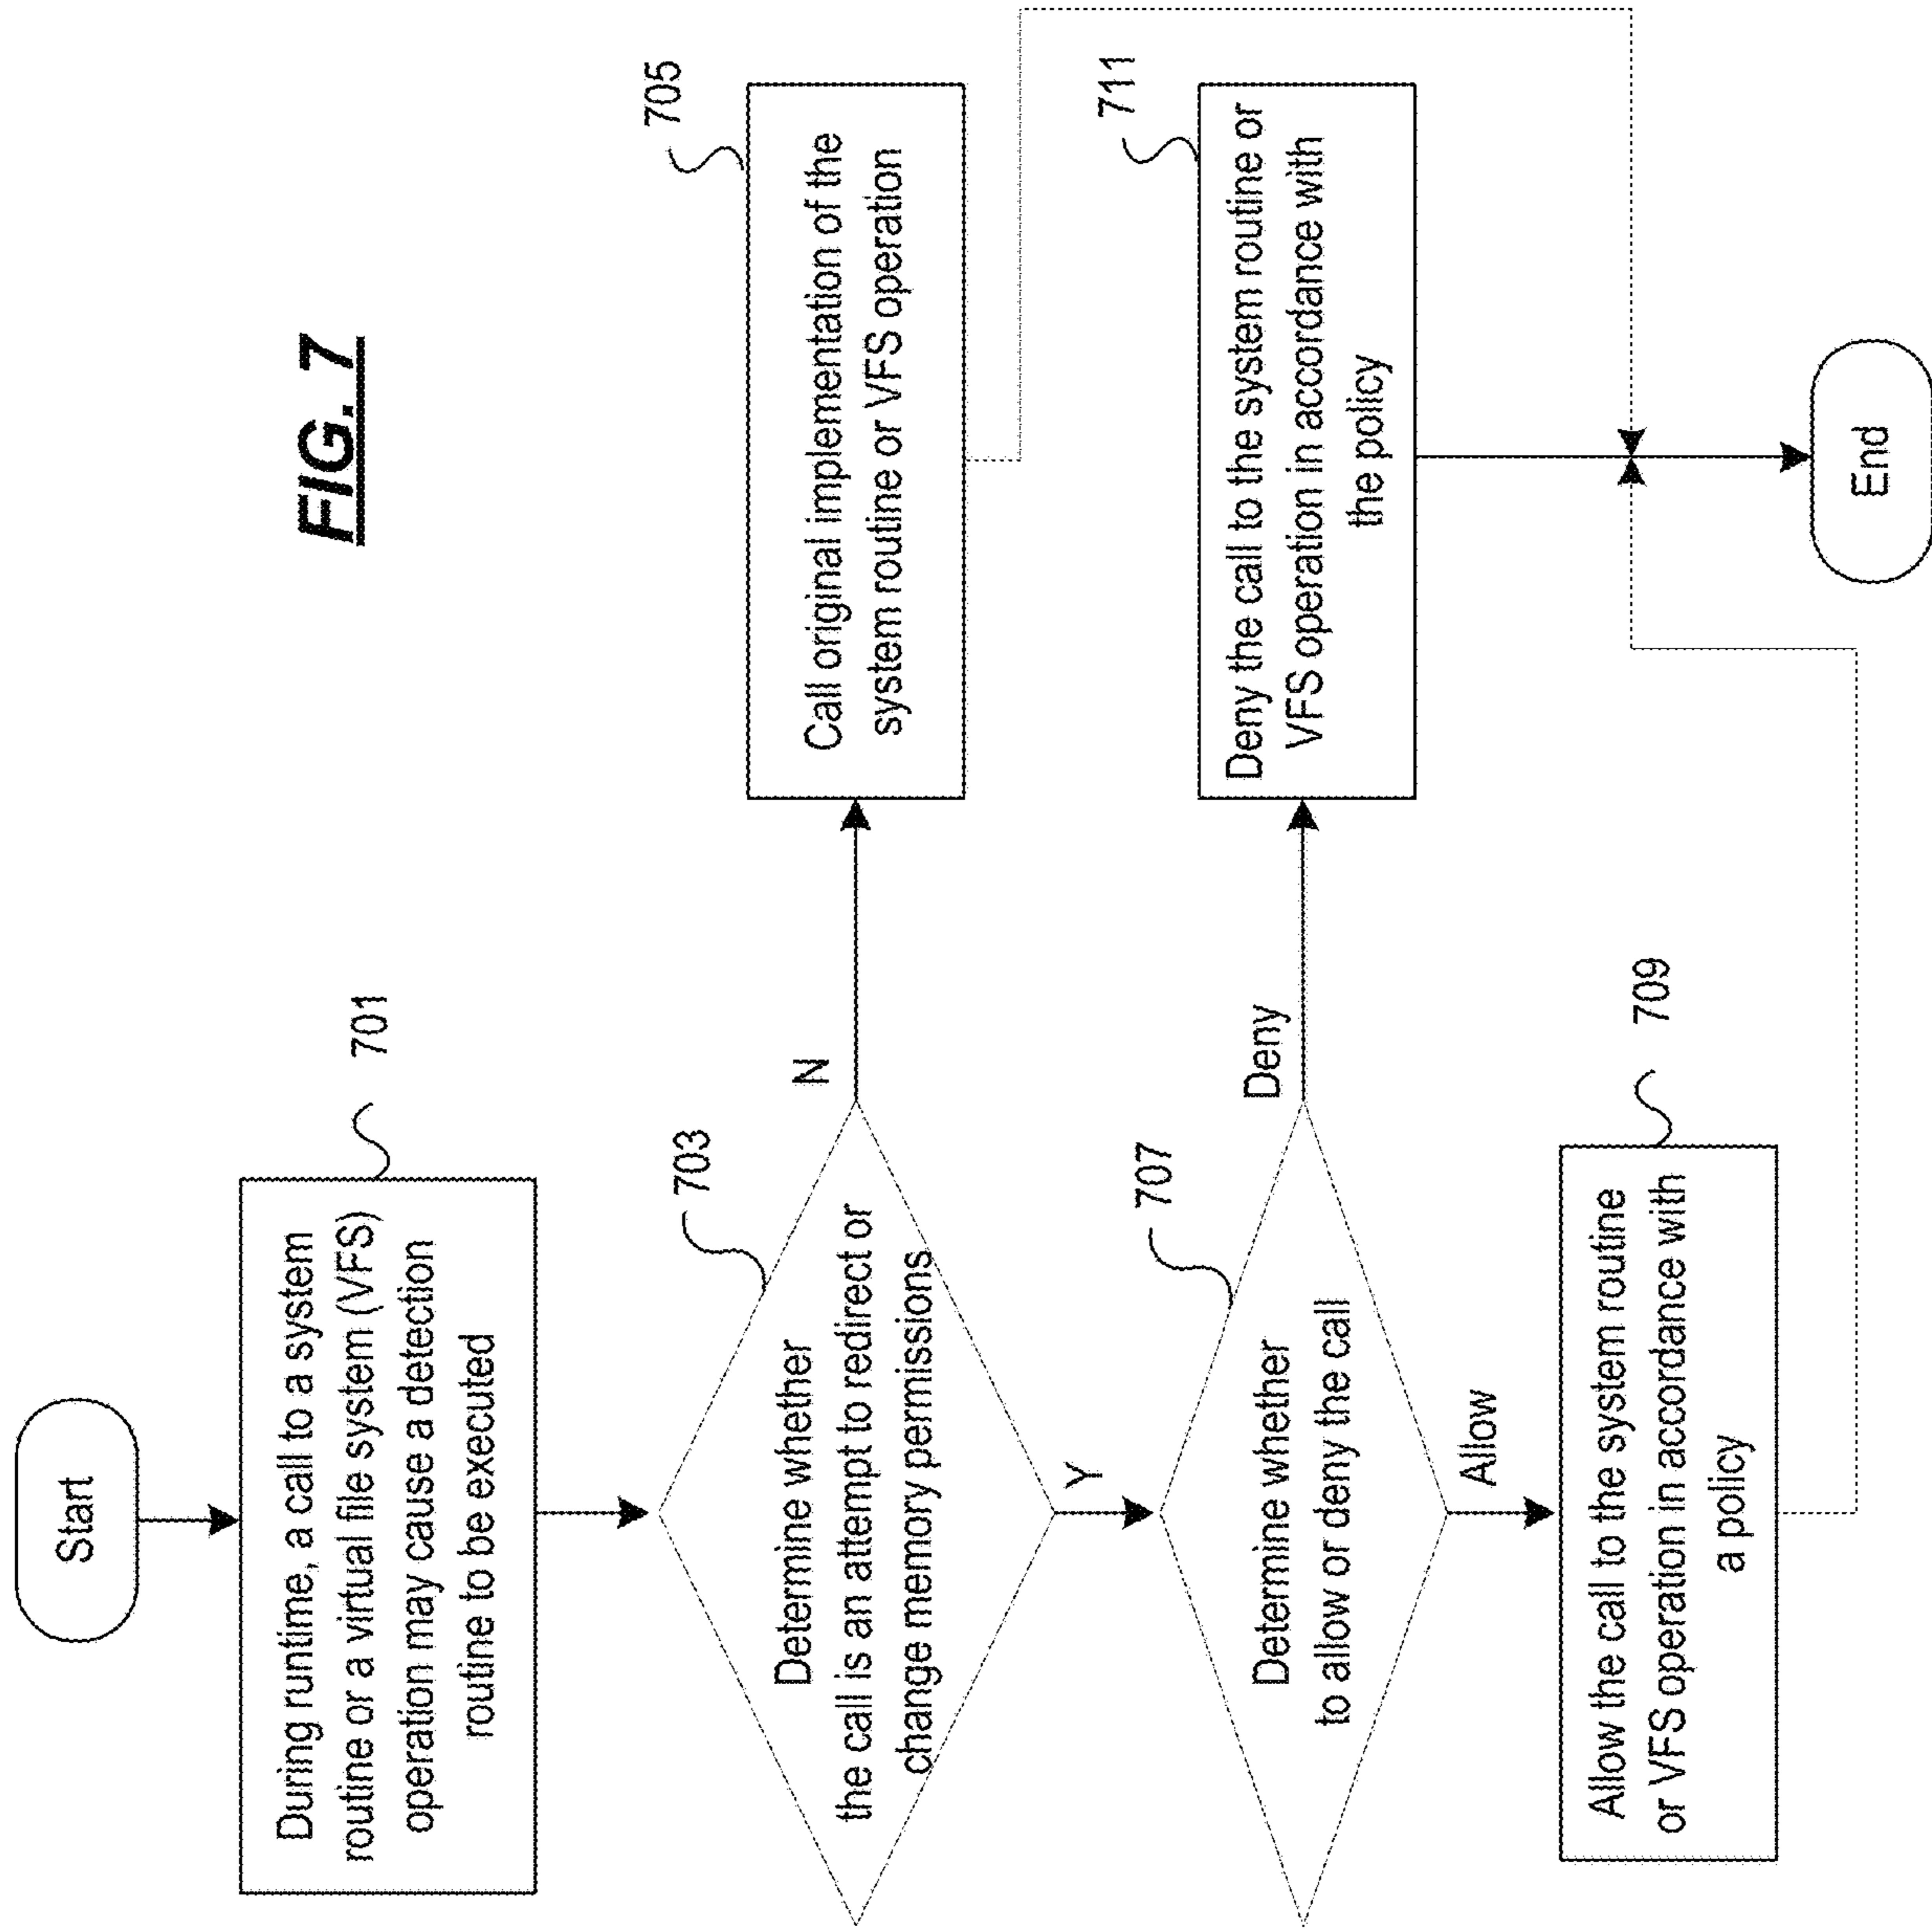 FIG. 7
Start
701
During runtime, a call to a system
routine or a virtual file system (VFS)
operation may cause a detection
routine to be executed
703
Determine whether
the call is an attempt to redirect or
change memory permissions
N
705
Call original implementation of the
system routine or VFS operation
Y
707
Determine whether
to allow or deny the call
Deny
711
Deny the call to the system routine or
VFS operation in accordance with
the policy
Allow
709
Allow the call to the system routine
or VFS operation in accordance with
a policy
End